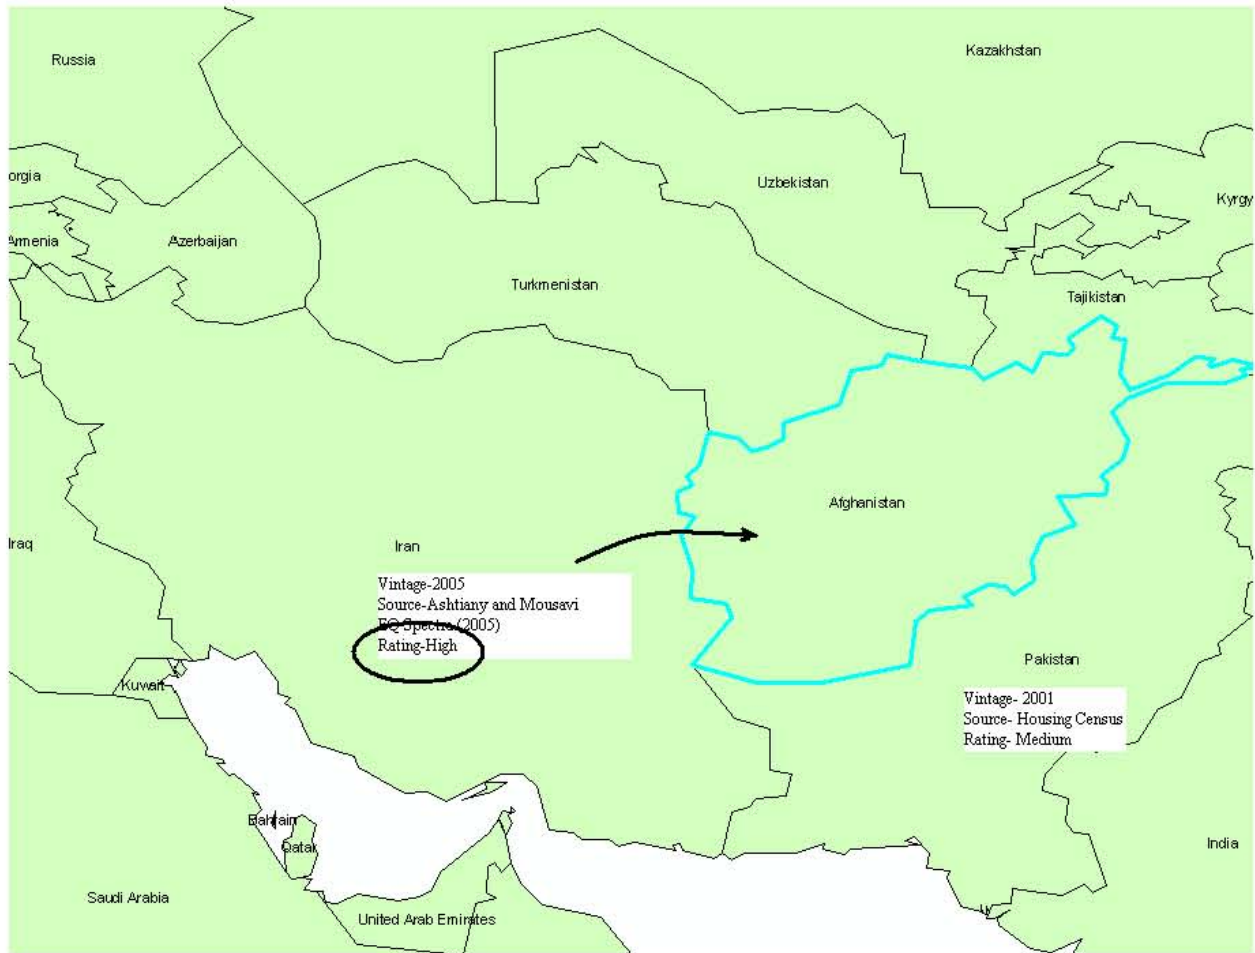 Russia
Kazakhstan
orgia
Uzbekistan
Kyrgy
Armenia
Azerbaijan
Turkmenistan
Tajikistan
Afghanistan
Iraq
Iran
Vintage-2005
Source-Ashtiany and Mousavi
EQ Spectra (2005)
Rating-High
Pakistan
Kuwait
Vintage- 2001
Source- Housing Census
Rating- Medium
Bahrain
Qatar
India
Saudi Arabia
United Arab Emirates